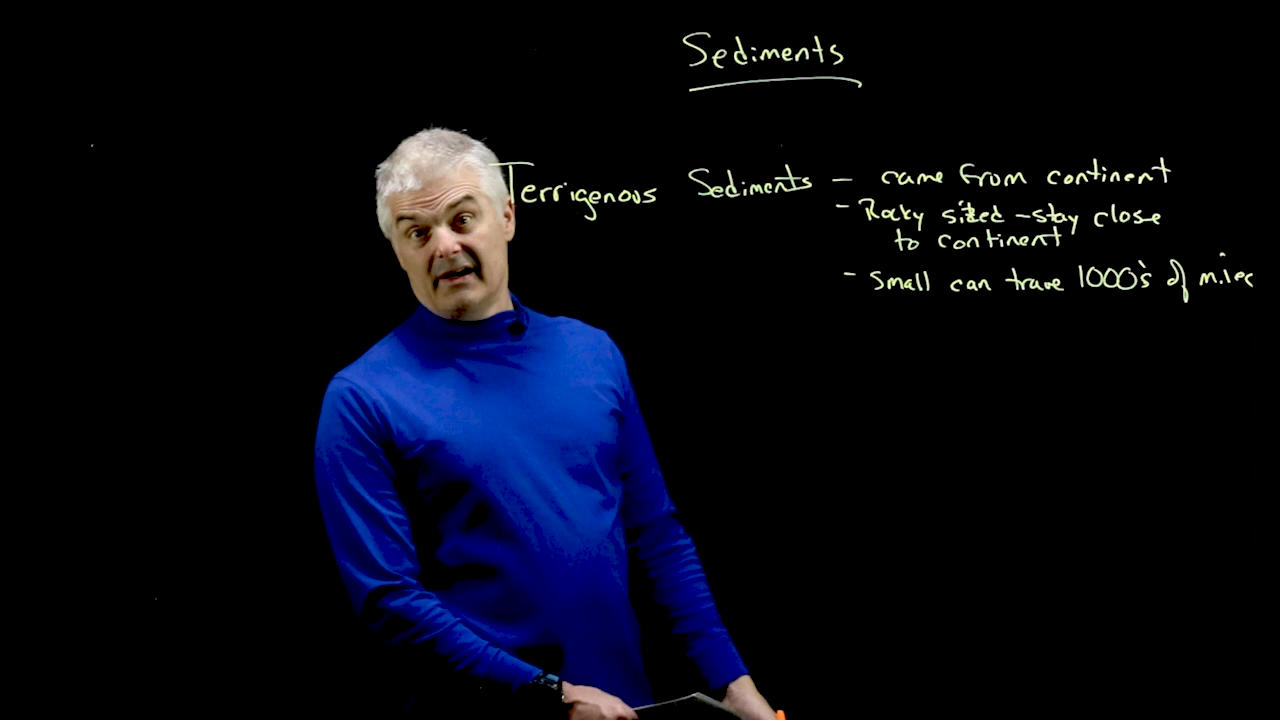 Sediments
Terrigenous Sediments – came from continent
- Rocky sized - stay close
to continent
- Small can trave 1000's of miles